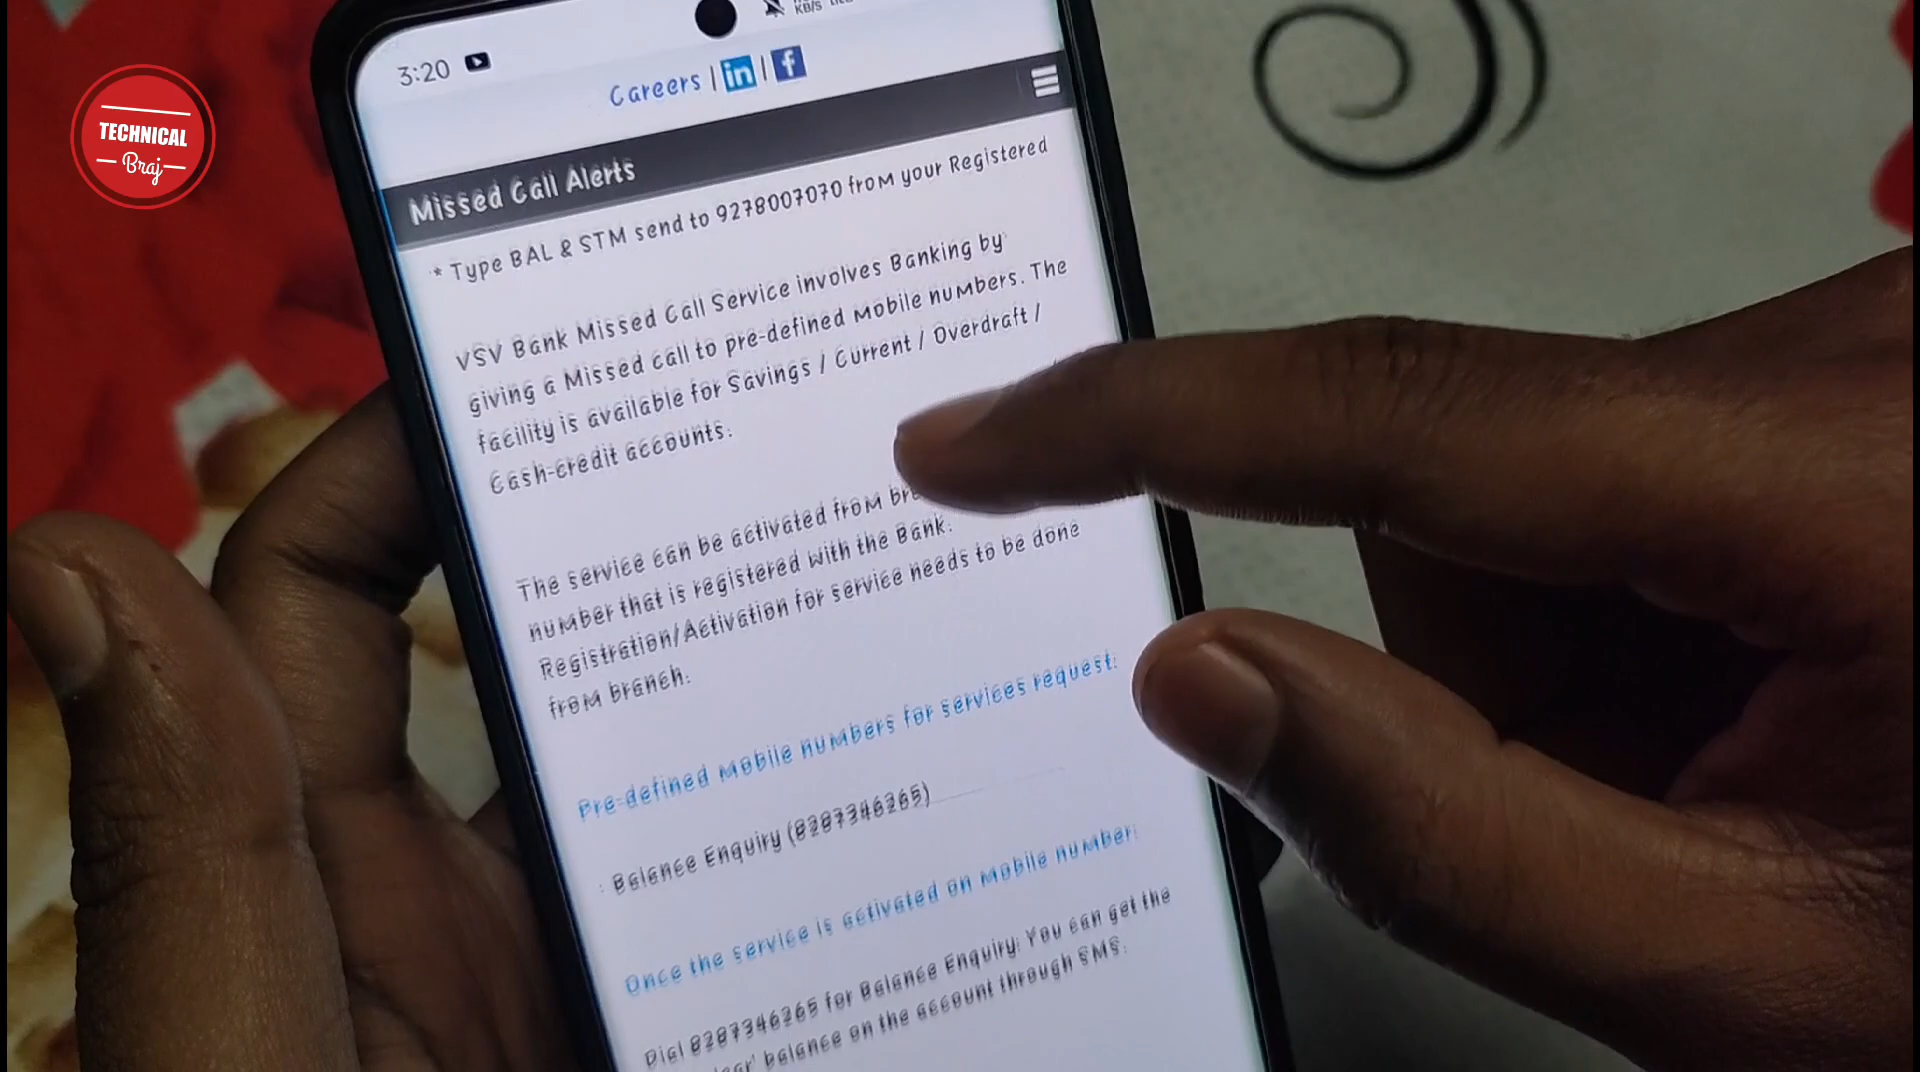 TECHNICAL
Braj
3:20
KB/s
Careers | in | f
Missed Call Alerts
* Type BAL & STM send to 9278007070 from your Registered
VSV Bank Missed Call Service involves Banking by
giving a Missed call to pre-defined Mobile numbers. The
facility is available for Savings / Current / Overdraft /
Cash-credit accounts.
The service can be activated from
number that is registered with the Bank.
Registration/Activation for service needs to be done
from branch.
Pre-defined Mobile numbers for services request:
Balance Enquiry (8287346265)
Once the service is activated on Mobile number:
Dial 8287346265 for Balance Enquiry: You can get the
balance on the account through SMS.